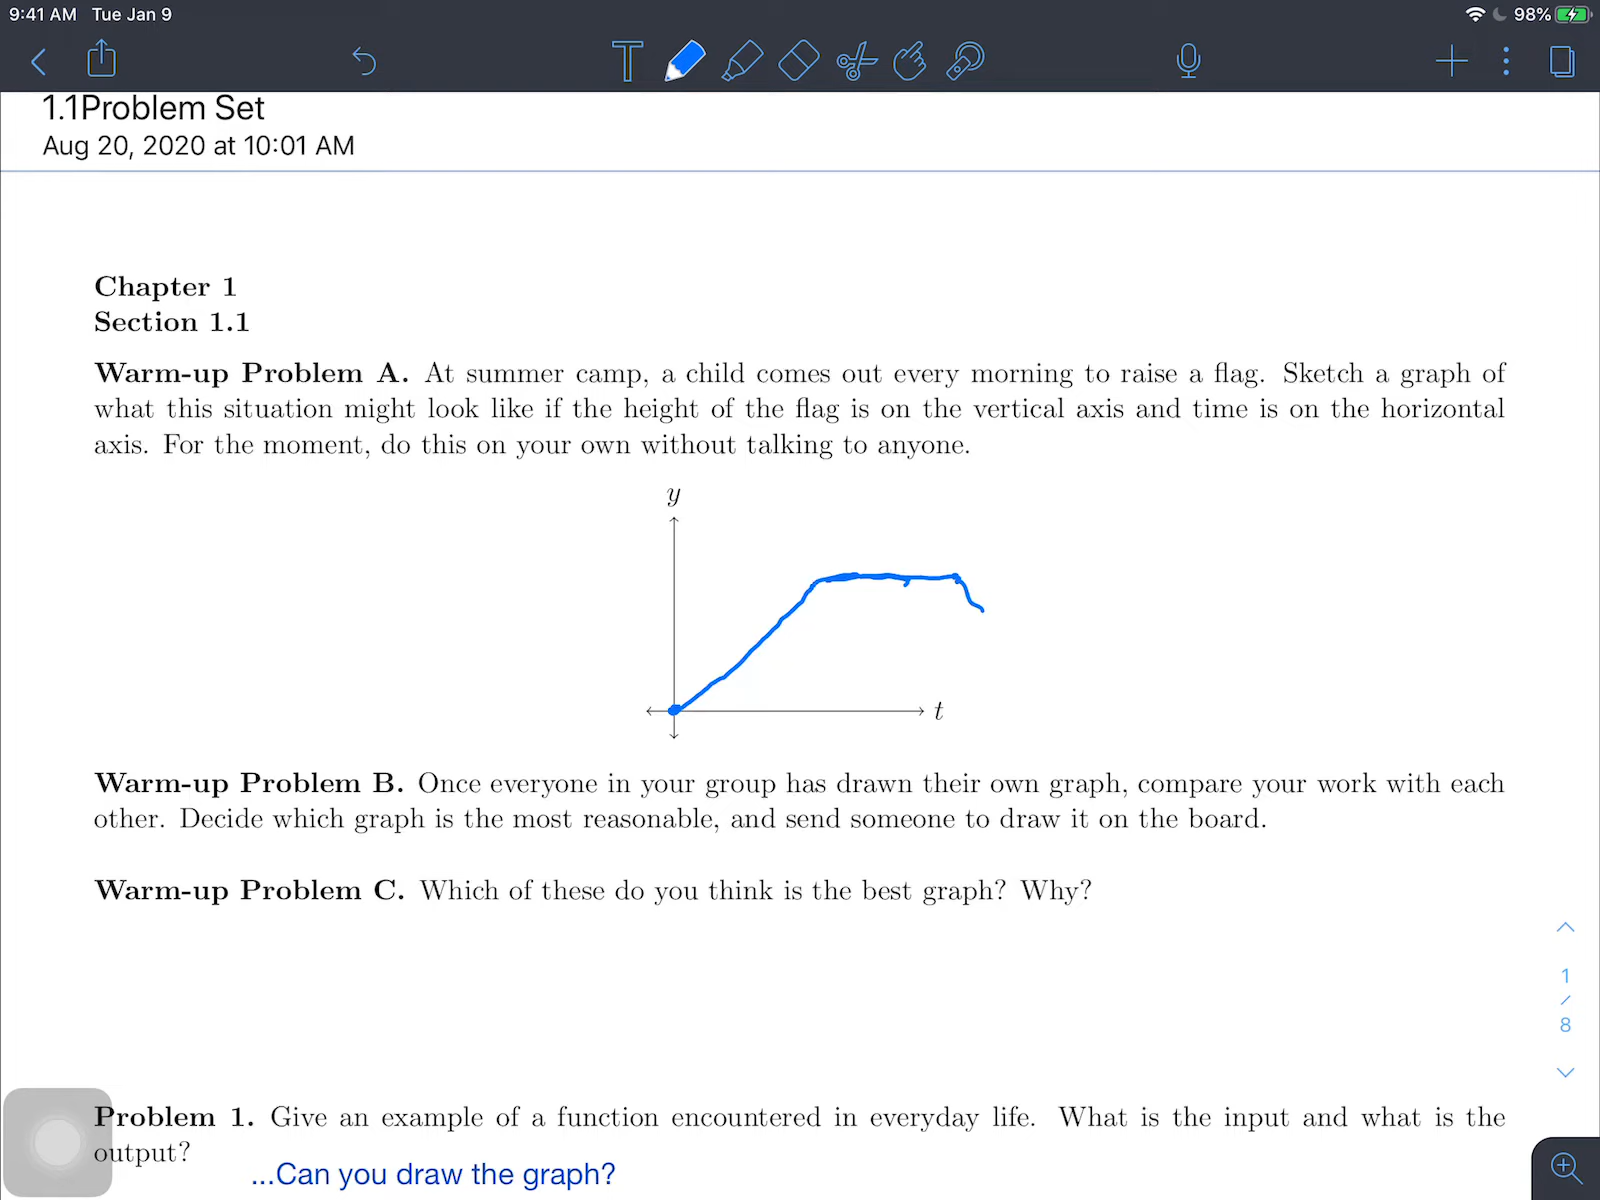 9:41 AM Tue Jan 9
98%
1.1Problem Set
Aug 20, 2020 at 10:01 AM
Chapter 1
Section 1.1
Warm-up Problem A. At summer camp, a child comes out every morning to raise a flag. Sketch a graph of
what this situation might look like if the height of the flag is on the vertical axis and time is on the horizontal
axis. For the moment, do this on your own without talking to anyone.
y
t
Warm-up Problem B. Once everyone in your group has drawn their own graph, compare your work with each
other. Decide which graph is the most reasonable, and send someone to draw it on the board.
Warm-up Problem C. Which of these do you think is the best graph? Why?
1
/
8
Problem 1. Give an example of a function encountered in everyday life. What is the input and what is the
output?
...Can you draw the graph?